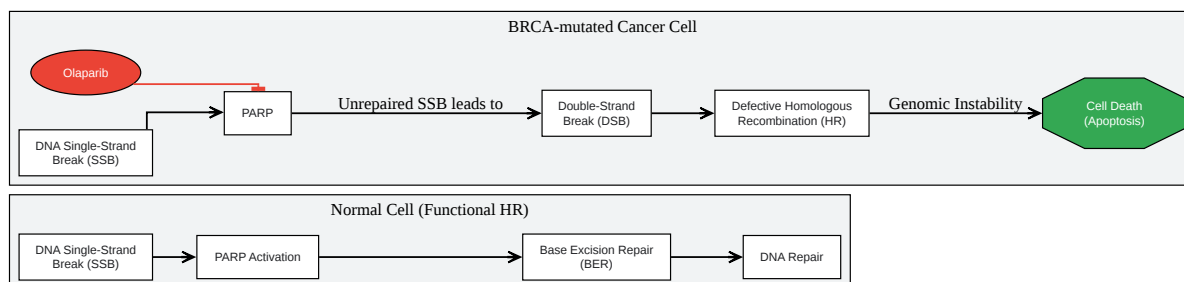 BRCA-mutated Cancer Cell
Olaparib
PARP
Unrepaired SSB leads to
Double-Strand
Break (DSB)
Defective Homologous
Recombination (HR)
Genomic Instability
Cell Death
(Apoptosis)
DNA Single-Strand
Break (SSB)
Normal Cell (Functional HR)
DNA Single-Strand
Break (SSB)
PARP Activation
Base Excision Repair
(BER)
DNA Repair